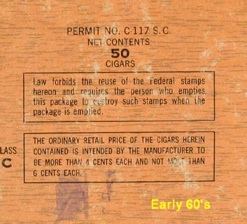 PERMIT NO. C 117 S.C.
NET CONTENTS
50
CIGARS
Law forbids the reuse of the Federal stamps
hereon and requires the person who empties
this package to destroy such stamps when the
package is emptied.
THE ORDINARY RETAIL PRICE OF THE CIGARS HEREIN
CONTAINED IS INTENDED BY THE MANUFACTURER TO
BE MORE THAN 4 CENTS EACH AND NOT MORE THAN
6 CENTS EACH.
LASS
C
Early 60's